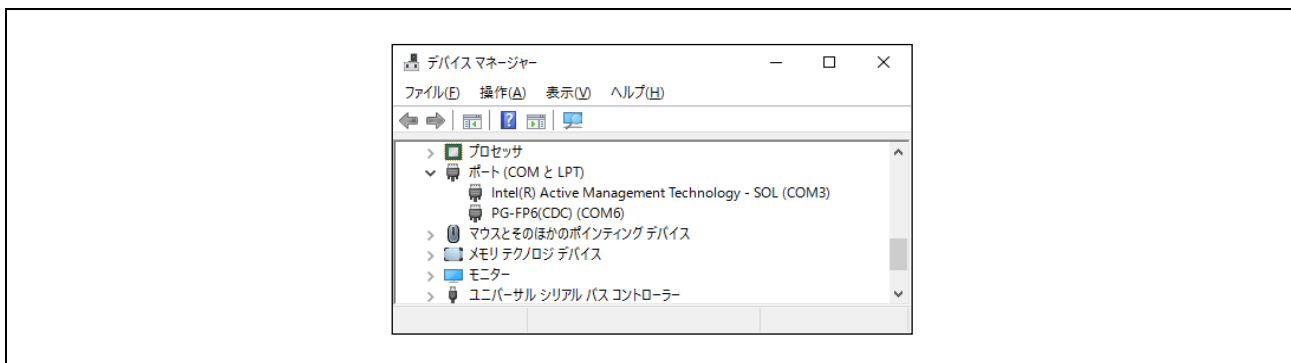 デバイス マネージャー
ファイル(F) 操作(A) 表示(V) ヘルプ(H)
プロセッサ
ポート (COM と LPT)
Intel(R) Active Management Technology - SOL (COM3)
PG-FP6(CDC) (COM6)
マウスとそのほかのポインティング デバイス
メモリ テクノロジ デバイス
モニター
ユニバーサル シリアル バス コントローラー